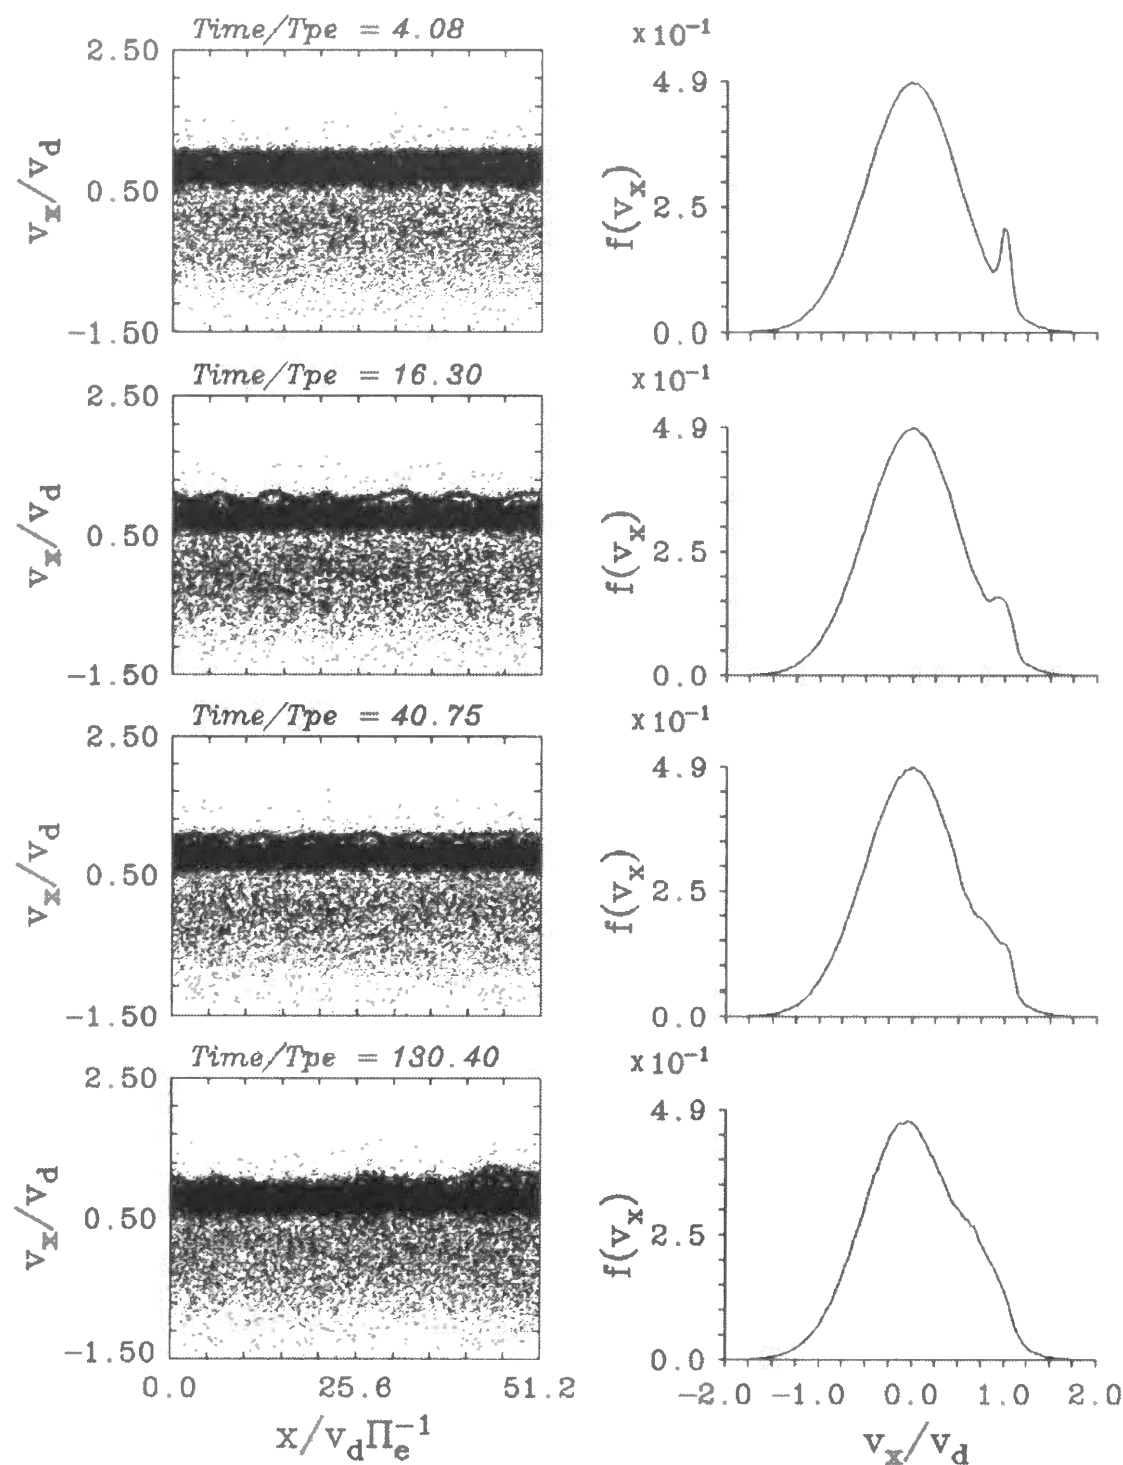 Time/Tpe = 4.08
x 10⁻¹
2.50
0.50
-1.50
v_x/v_d
4.9
2.5
0.0
f(v_x)
Time/Tpe = 16.30
x 10⁻¹
2.50
0.50
-1.50
v_x/v_d
4.9
2.5
0.0
f(v_x)
Time/Tpe = 40.75
x 10⁻¹
2.50
0.50
-1.50
v_x/v_d
4.9
2.5
0.0
f(v_x)
Time/Tpe = 130.40
x 10⁻¹
2.50
0.50
-1.50
v_x/v_d
4.9
2.5
0.0
f(v_x)
0.0 25.6 51.2
x/v_dΠ_e⁻¹
-2.0 -1.0 0.0 1.0 2.0
v_x/v_d